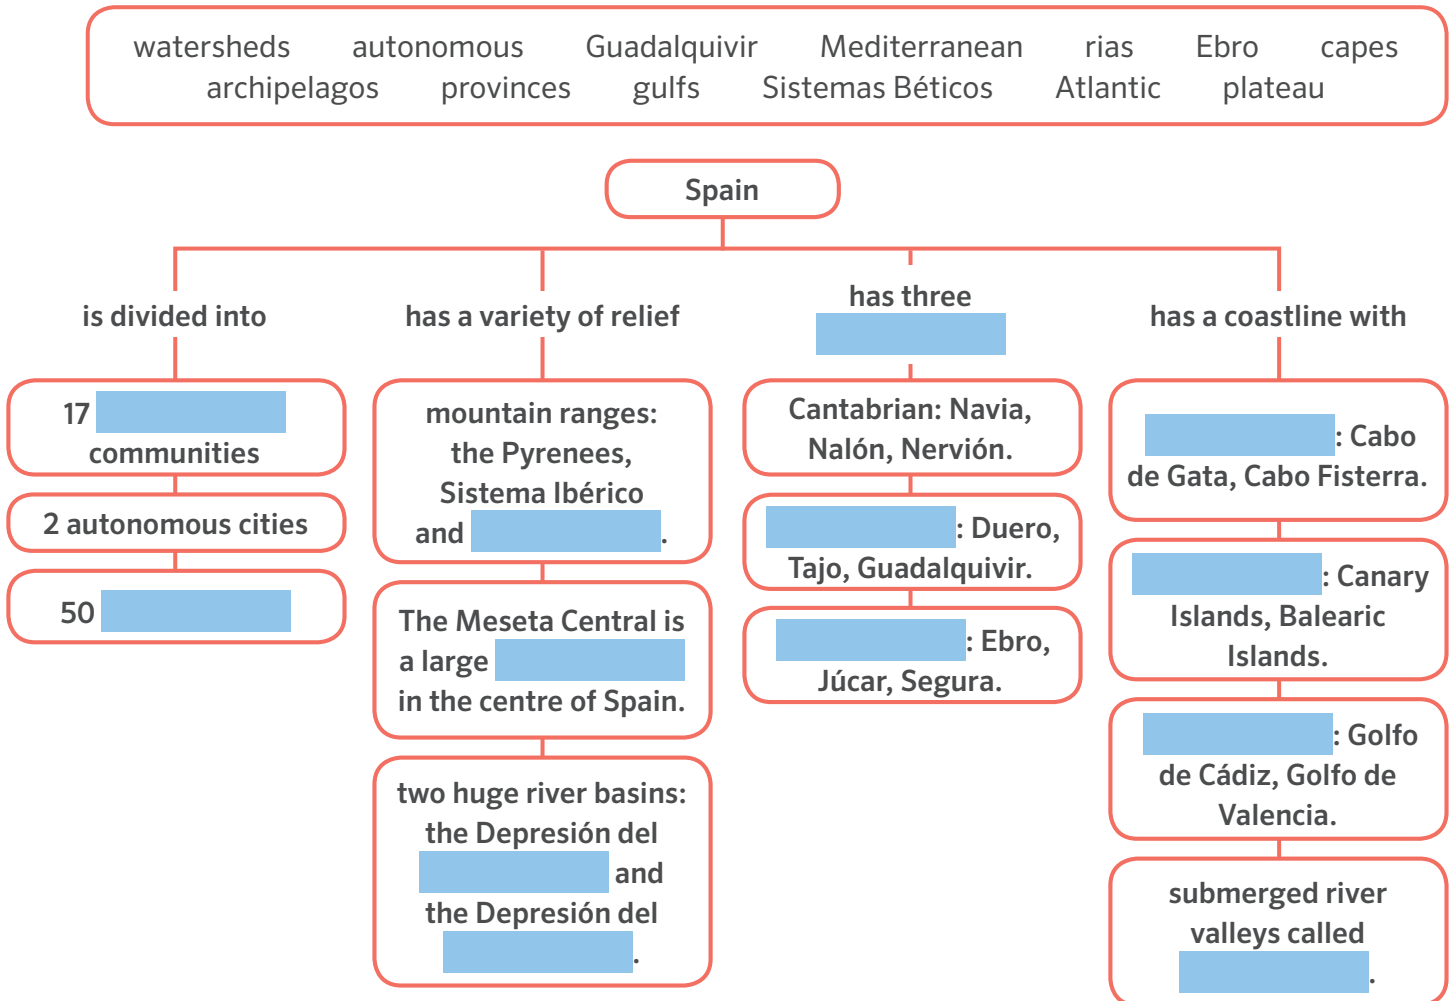 watersheds autonomous Guadalquivir Mediterranean rias Ebro capes
archipelagos provinces gulfs Sistemas Béticos Atlantic plateau
Spain
is divided into
17
communities
2 autonomous cities
50
has a variety of relief
mountain ranges:
the Pyrenees,
Sistema Ibérico
and .
The Meseta Central is
a large
in the centre of Spain.
two huge river basins:
the Depresión del
and
the Depresión del
.
has three
Cantabrian: Navia,
Nalón, Nervión.
: Duero,
Tajo, Guadalquivir.
: Ebro,
Júcar, Segura.
has a coastline with
: Cabo
de Gata, Cabo Fisterra.
: Canary
Islands, Balearic
Islands.
: Golfo
de Cádiz, Golfo de
Valencia.
submerged river
valleys called
.